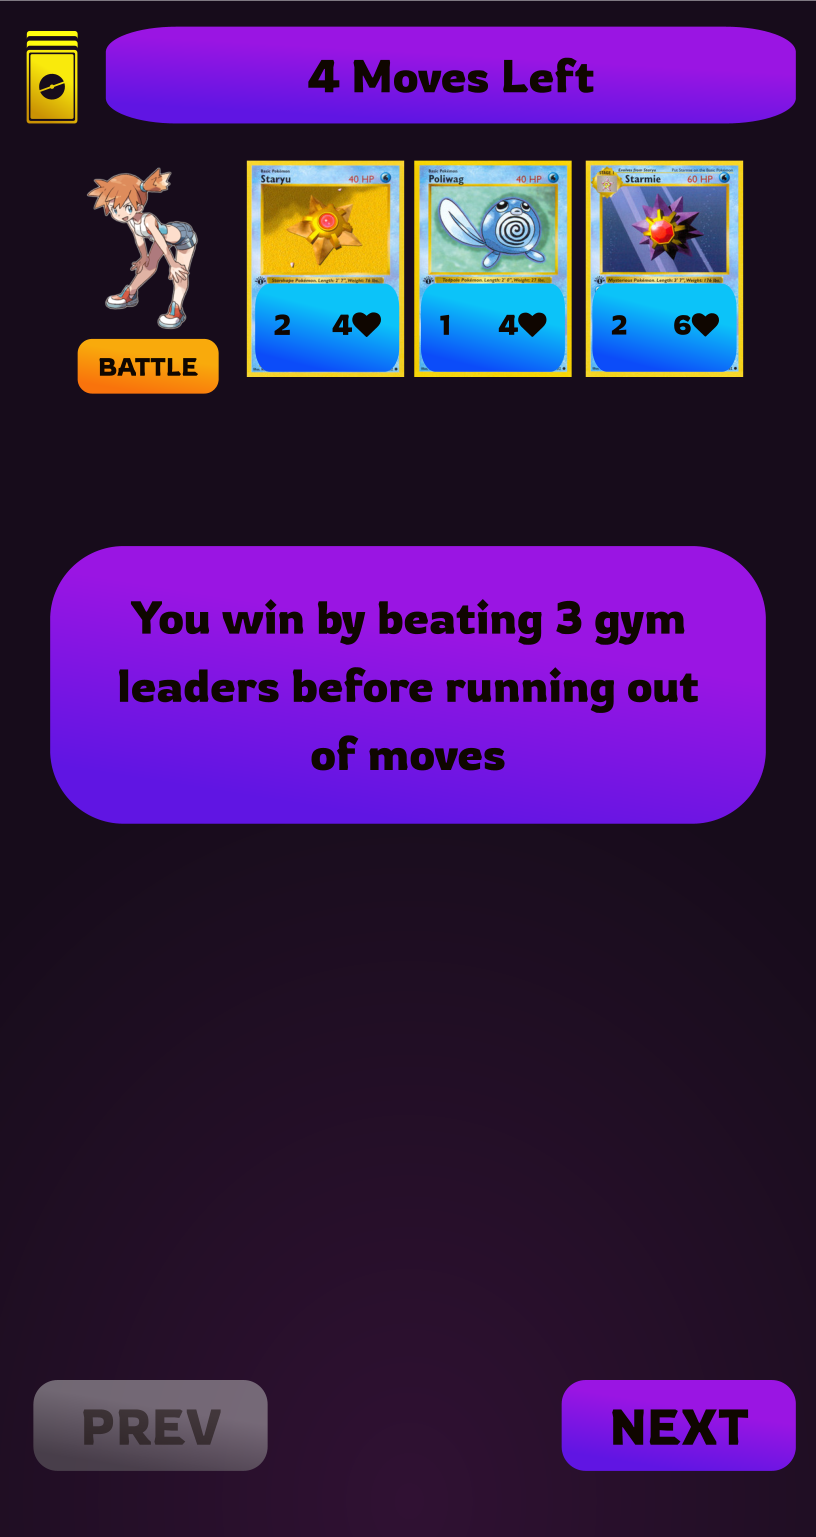 4 Moves Left
Basic Pokémon
Staryu 40 HP
Basic Pokémon
Poliwag 40 HP
STAGE 1 Evolves from Staryu Put Starmie on the Basic Pokémon
Starmie 60 HP
Starshape Pokémon. Length: 2' 7", Weight: 76 lbs.
Tadpole Pokémon. Length: 2' 0", Weight: 27 lbs.
Mysterious Pokémon. Length: 3' 7", Weight: 176 lbs.
2 4
1 4
2 6
BATTLE
You win by beating 3 gym
leaders before running out
of moves
PREV
NEXT